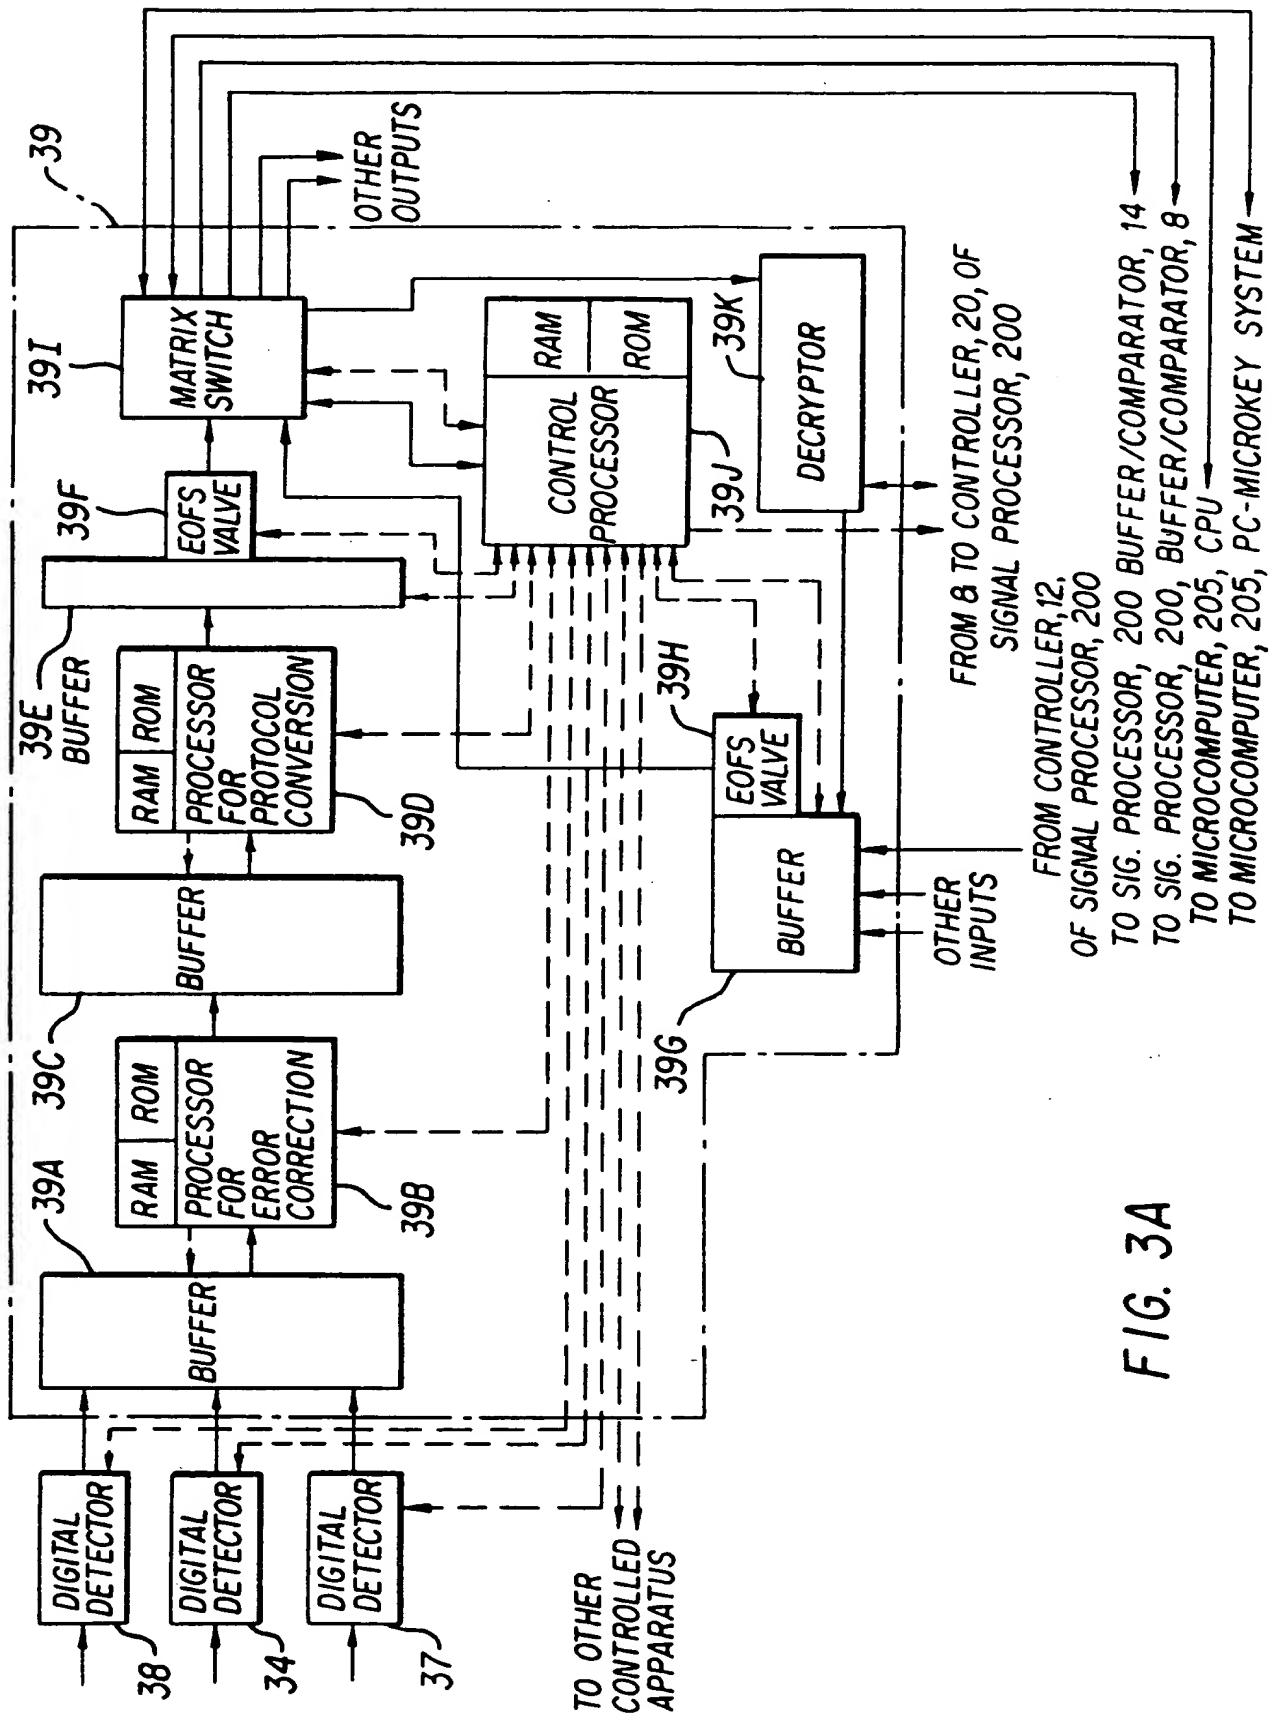 39
39I
MATRIX
SWITCH
OTHER
OUTPUTS
39F
EOFS
VALVE
39E
BUFFER
RAM
ROM
PROCESSOR
FOR
PROTOCOL
CONVERSION
39D
39C
BUFFER
RAM
ROM
PROCESSOR
FOR
ERROR
CORRECTION
39B
39A
BUFFER
DIGITAL
DETECTOR
38
DIGITAL
DETECTOR
34
DIGITAL
DETECTOR
37
TO OTHER
CONTROLLED
APPARATUS
CONTROL
PROCESSOR
RAM
ROM
39J
39K
DECRYPTOR
39H
EOFS
VALVE
BUFFER
39G
OTHER
INPUTS
FROM & TO CONTROLLER, 20, OF
SIGNAL PROCESSOR, 200
FROM CONTROLLER, 12,
OF SIGNAL PROCESSOR, 200
TO SIG. PROCESSOR, 200 BUFFER/COMPARATOR, 14
TO SIG. PROCESSOR, 200, BUFFER/COMPARATOR, 8
TO MICROCOMPUTER, 205, CPU
TO MICROCOMPUTER, 205, PC-MICROKEY SYSTEM
FIG. 3A